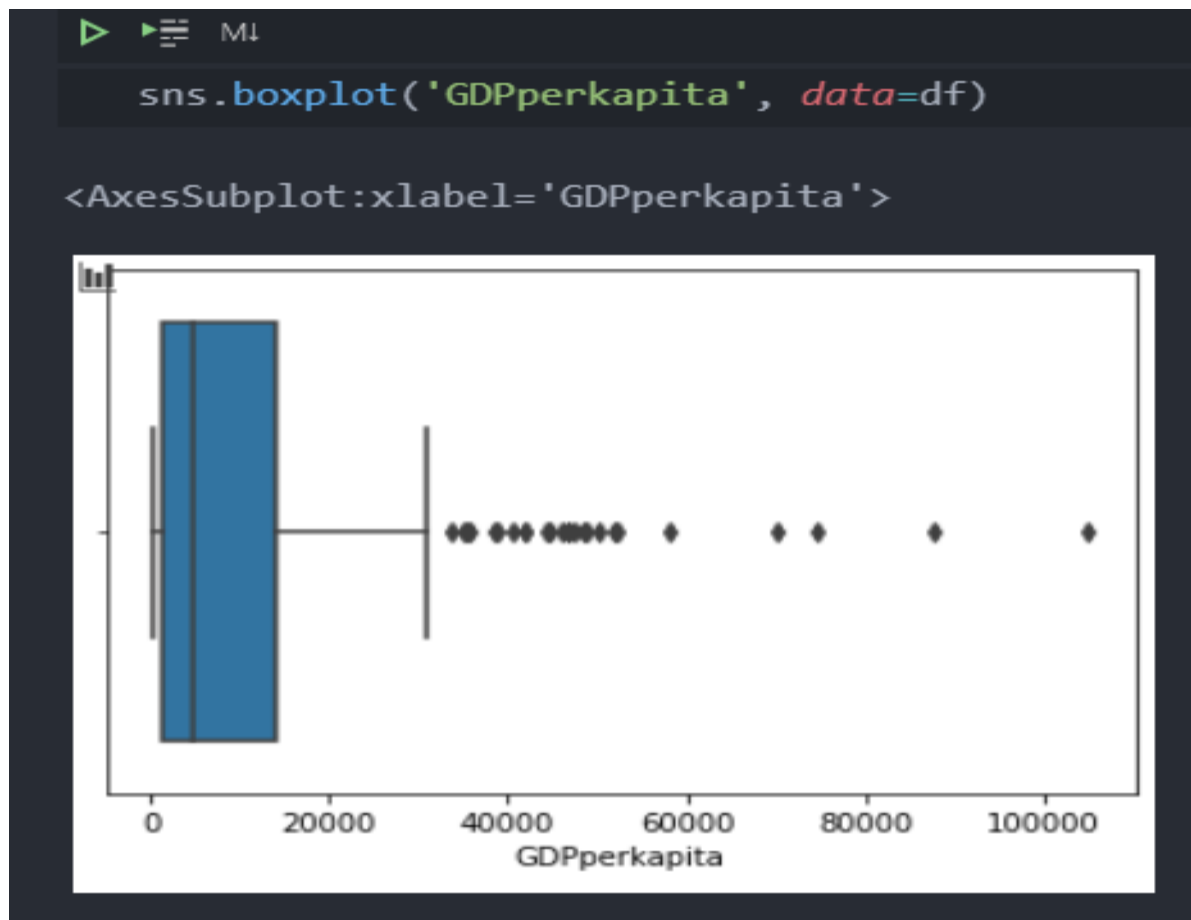 M↓
sns.boxplot('GDPperkapita', data=df)
<AxesSubplot:xlabel='GDPperkapita'>
0 20000 40000 60000 80000 100000
GDPperkapita